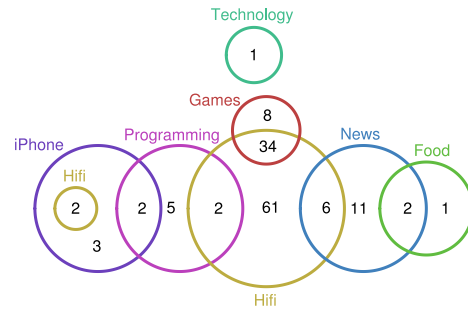 Technology
1
Games
8
iPhone Programming 34 News
Food
Hifi
2 2 5 2 61 6 11 2 1
3
Hifi